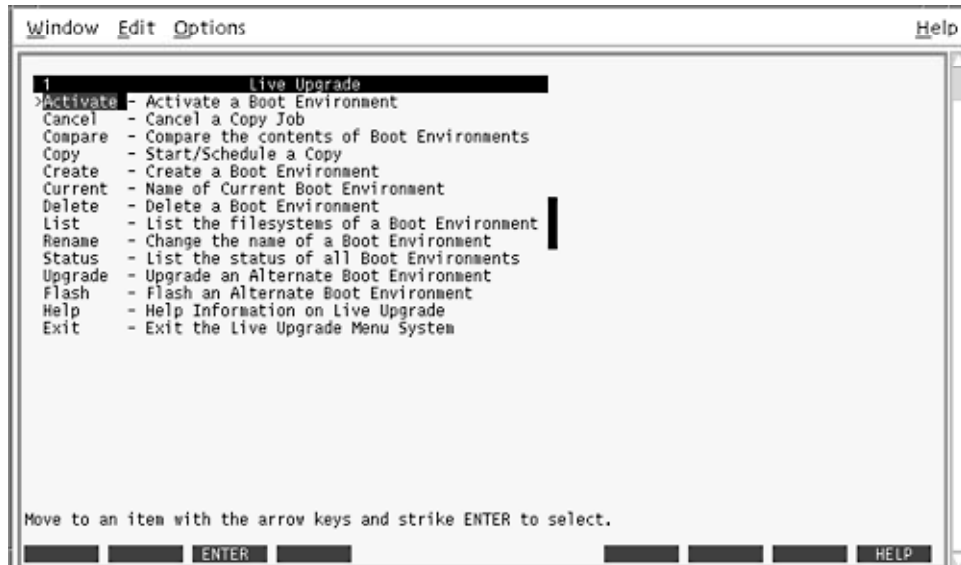 Window Edit Options Help
1 Live Upgrade
>Activate - Activate a Boot Environment
Cancel - Cancel a Copy Job
Compare - Compare the contents of Boot Environments
Copy - Start/Schedule a Copy
Create - Create a Boot Environment
Current - Name of Current Boot Environment
Delete - Delete a Boot Environment
List - List the filesystems of a Boot Environment
Rename - Change the name of a Boot Environment
Status - List the status of all Boot Environments
Upgrade - Upgrade an Alternate Boot Environment
Flash - Flash an Alternate Boot Environment
Help - Help Information on Live Upgrade
Exit - Exit the Live Upgrade Menu System
Move to an item with the arrow keys and strike ENTER to select.
ENTER HELP